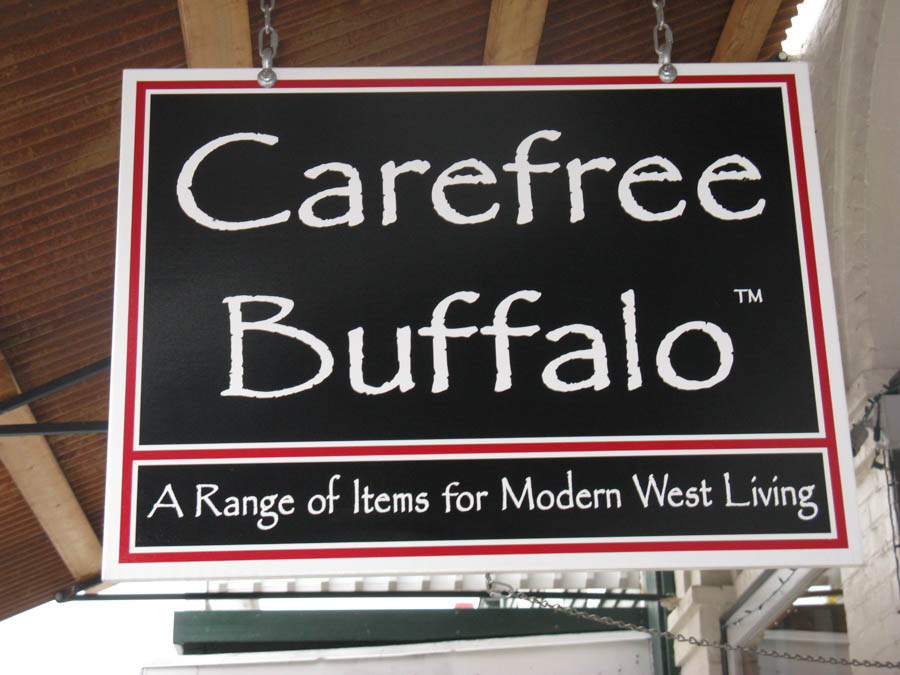 Carefree
Buffalo™
A Range of Items for Modern West Living